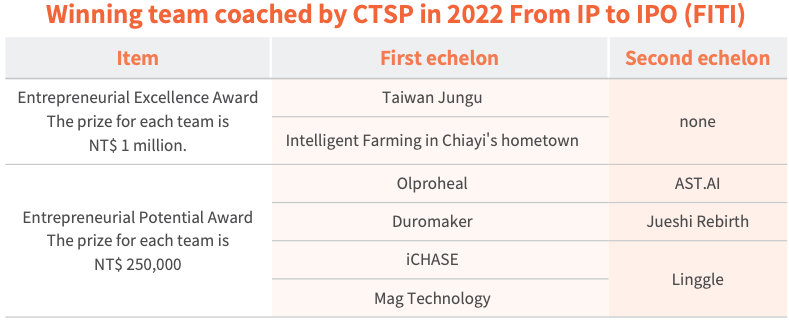 Winning team coached by CTSP in 2022 From IP to IPO (FITI)
Item First echelon Second echelon
Entrepreneurial Excellence Award
The prize for each team is
NT$ 1 million.
Taiwan Jungu
Intelligent Farming in Chiayi's hometown
none
Entrepreneurial Potential Award
The prize for each team is
NT$ 250,000
Olproheal AST.AI
Duromaker Jueshi Rebirth
iCHASE
Mag Technology
Linggle